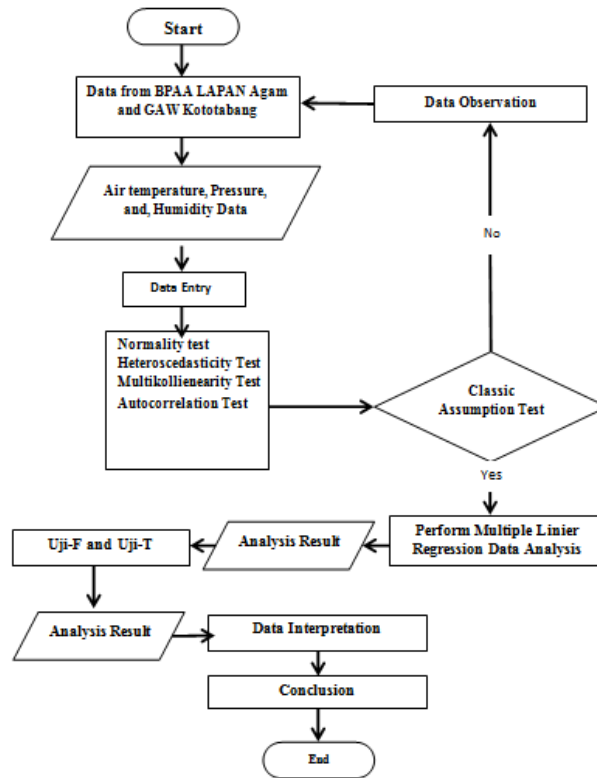 Start
Data from BPAA LAPAN Agam
and GAW Kototabang
Data Observation
Air temperature, Pressure,
and, Humidity Data
No
Data Entry
Normality test
Heteroscedasticity Test
Multikollienearity Test
Autocorrelation Test
Classic
Assumption Test
Yes
Perform Multiple Linier
Regression Data Analysis
Analysis Result
Uji-F and Uji-T
Analysis Result
Data Interpretation
Conclusion
End